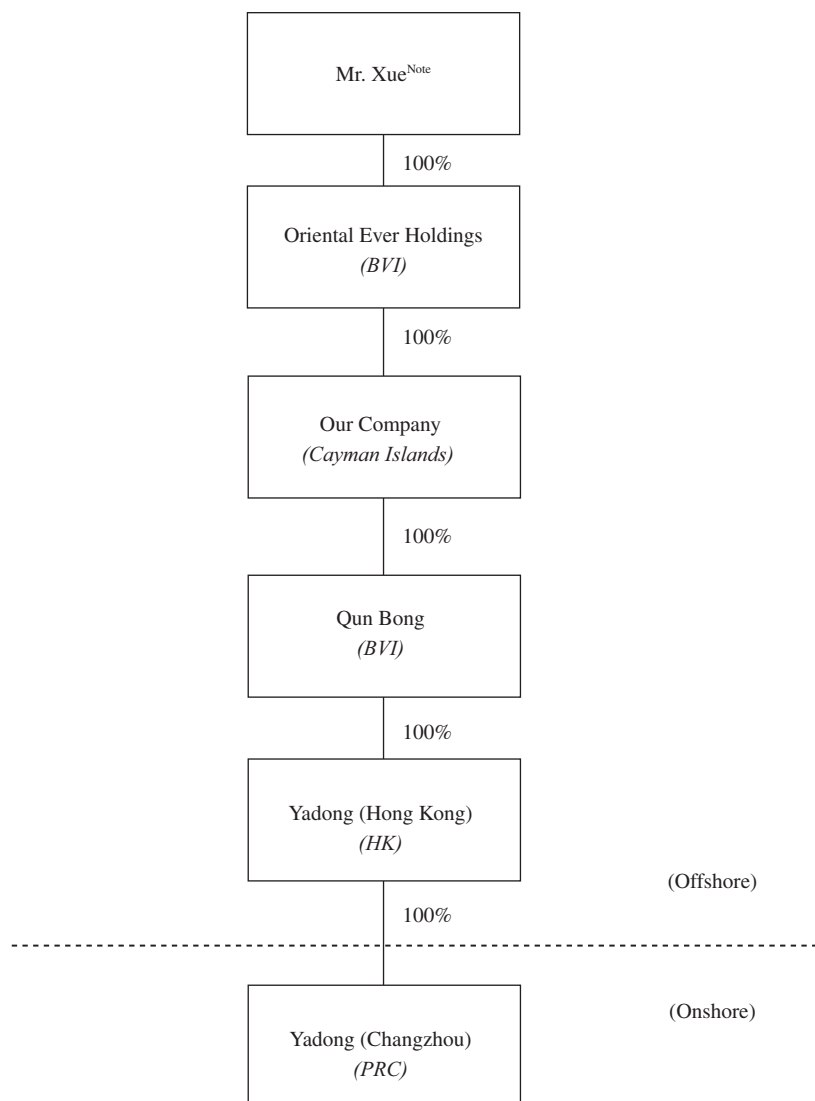 Mr. XueNote
100%
Oriental Ever Holdings
(BVI)
100%
Our Company
(Cayman Islands)
100%
Qun Bong
(BVI)
100%
Yadong (Hong Kong)
(HK)
(Offshore)
100%
(Onshore)
Yadong (Changzhou)
(PRC)